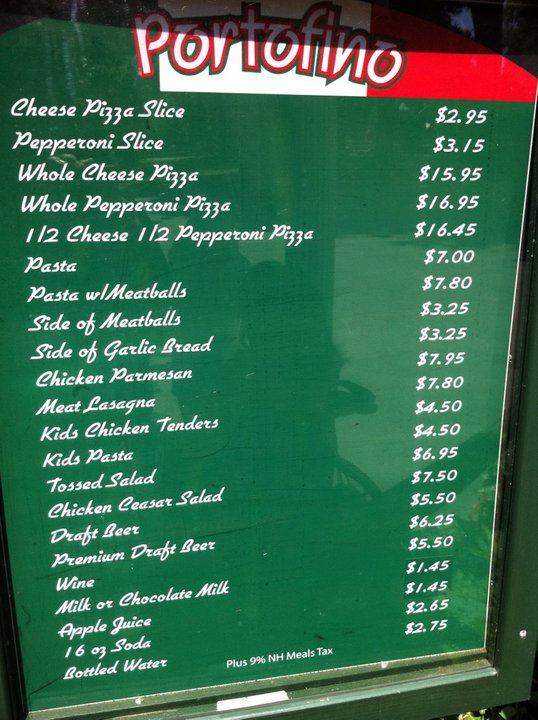 Portofino
Cheese Pizza Slice $2.95
Pepperoni Slice $3.15
Whole Cheese Pizza $15.95
Whole Pepperoni Pizza $16.95
1/2 Cheese 1/2 Pepperoni Pizza $16.45
Pasta $7.00
Pasta w/Meatballs $7.80
Side of Meatballs $3.25
Side of Garlic Bread $3.25
Chicken Parmesan $7.95
Meat Lasagna $7.80
Kids Chicken Tenders $4.50
Kids Pasta $4.50
Tossed Salad $6.95
Chicken Ceasar Salad $7.50
Draft Beer $5.50
Premium Draft Beer $6.25
Wine $5.50
Milk or Chocolate Milk $1.45
Apple Juice $1.45
16 oz Soda $2.65
Bottled Water $2.75
Plus 9% NH Meals Tax